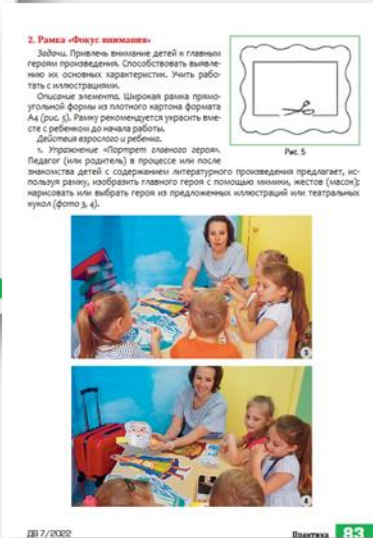 2. Рамка «Фокус внимания»
Задачи. Привлечь внимание детей к главным
героям произведения. Способствовать выявле-
нию их основных характеристик. Учить рабо-
тать с иллюстрациями.
Описание элемента. Широкая рамка прямо-
угольной формы из плотного картона формата
А4 (рис. 5). Рамку рекомендуется украсить вме-
сте с ребенком до начала работы.
Действия взрослого и ребенка.
1. Упражнение «Портрет главного героя».
Педагог (или родитель) в процессе или после
знакомства детей с содержанием литературного произведения предлагает, ис-
пользуя рамку, изобразить главного героя с помощью мимики, жестов (масок);
нарисовать или выбрать героя из предложенных иллюстраций или театральных
кукол (фото 3, 4).
Рис. 5
3
4
ДВ 7/2022
Практика 83